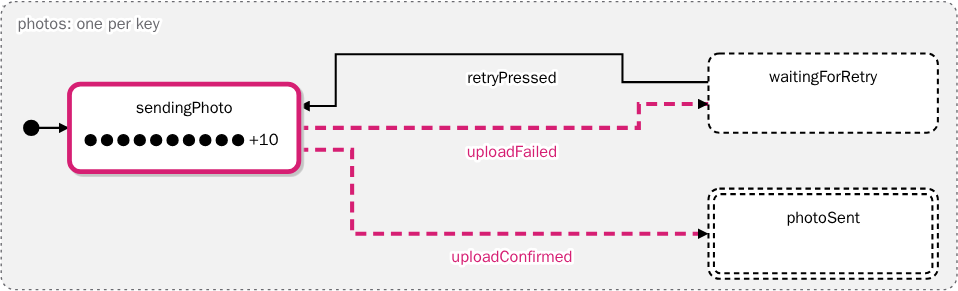 photos: one per key
retryPressed
waitingForRetry
sendingPhoto
+10
uploadFailed
photoSent
uploadConfirmed